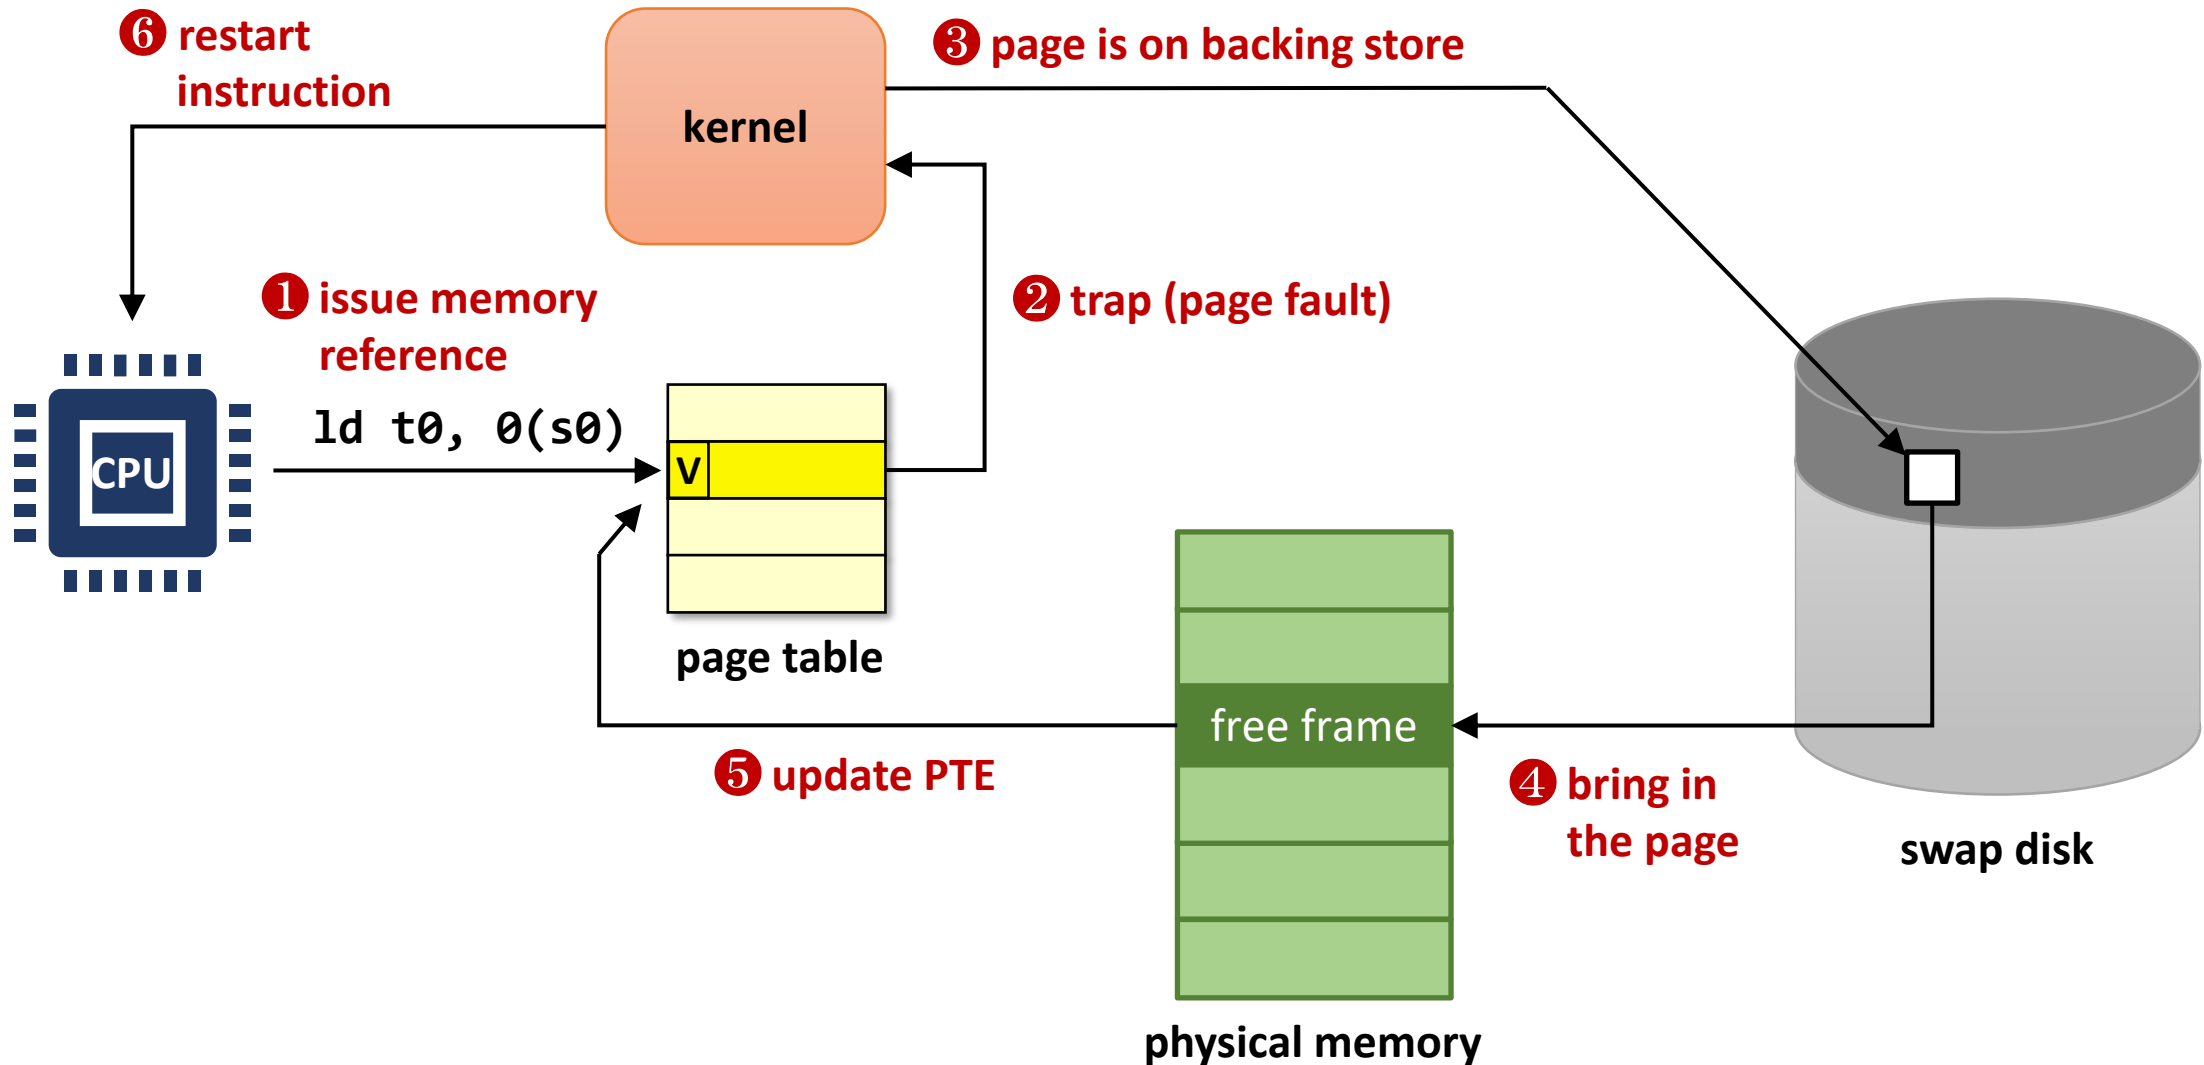 ❻ restart
instruction
❸ page is on backing store
kernel
❶ issue memory
reference
❷ trap (page fault)
ld t0, 0(s0)
CPU
V
page table
free frame
❺ update PTE
❹ bring in
the page
swap disk
physical memory